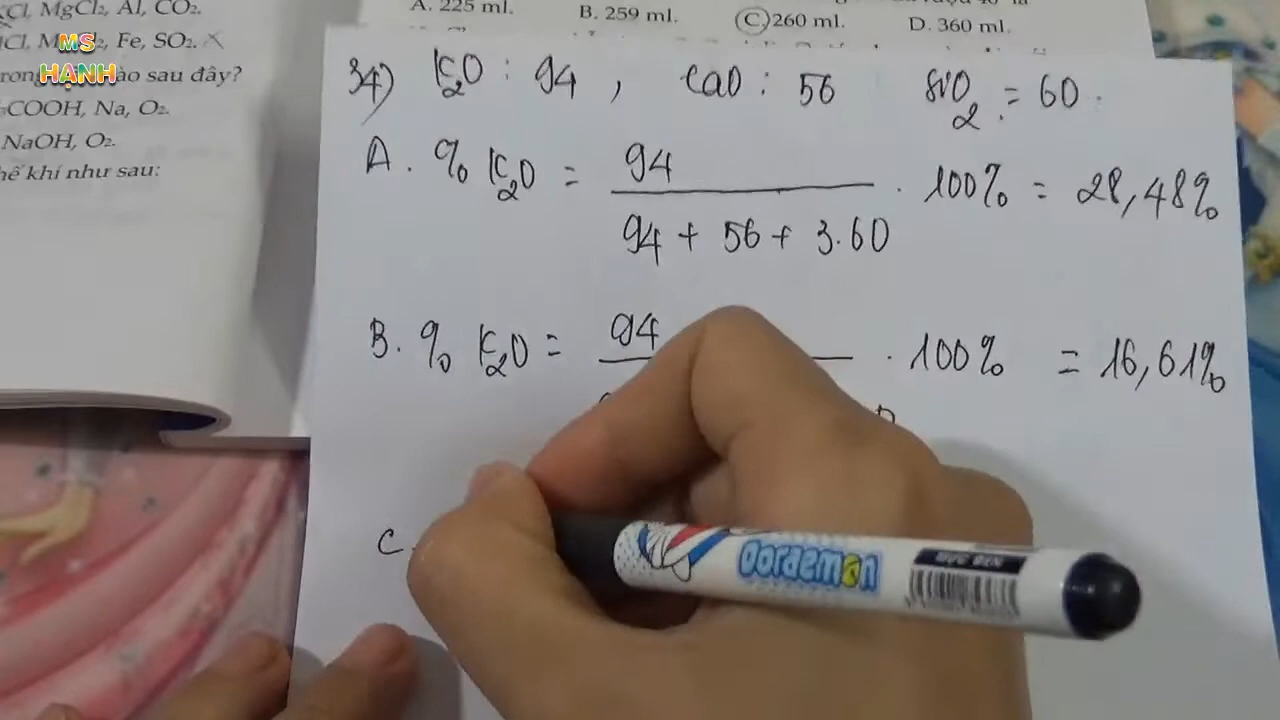 Cl, MgCl₂, Al, CO₂.
A. 225 ml. B. 259 ml. C. 260 ml. D. 360 ml.
Fe, SO₂. X
MS
HẠNH
sau đây?
COOH, Na, O₂.
NaOH, O₂.
khí như sau:
34) K₂O : 94 , CaO : 56 SiO₂ = 60.
A. % K₂O = 94 / 94 + 56 + 3.60 . 100% = 28,48%
B. % K₂O = 94 . 100% = 16,61%
C.
DORAEMON